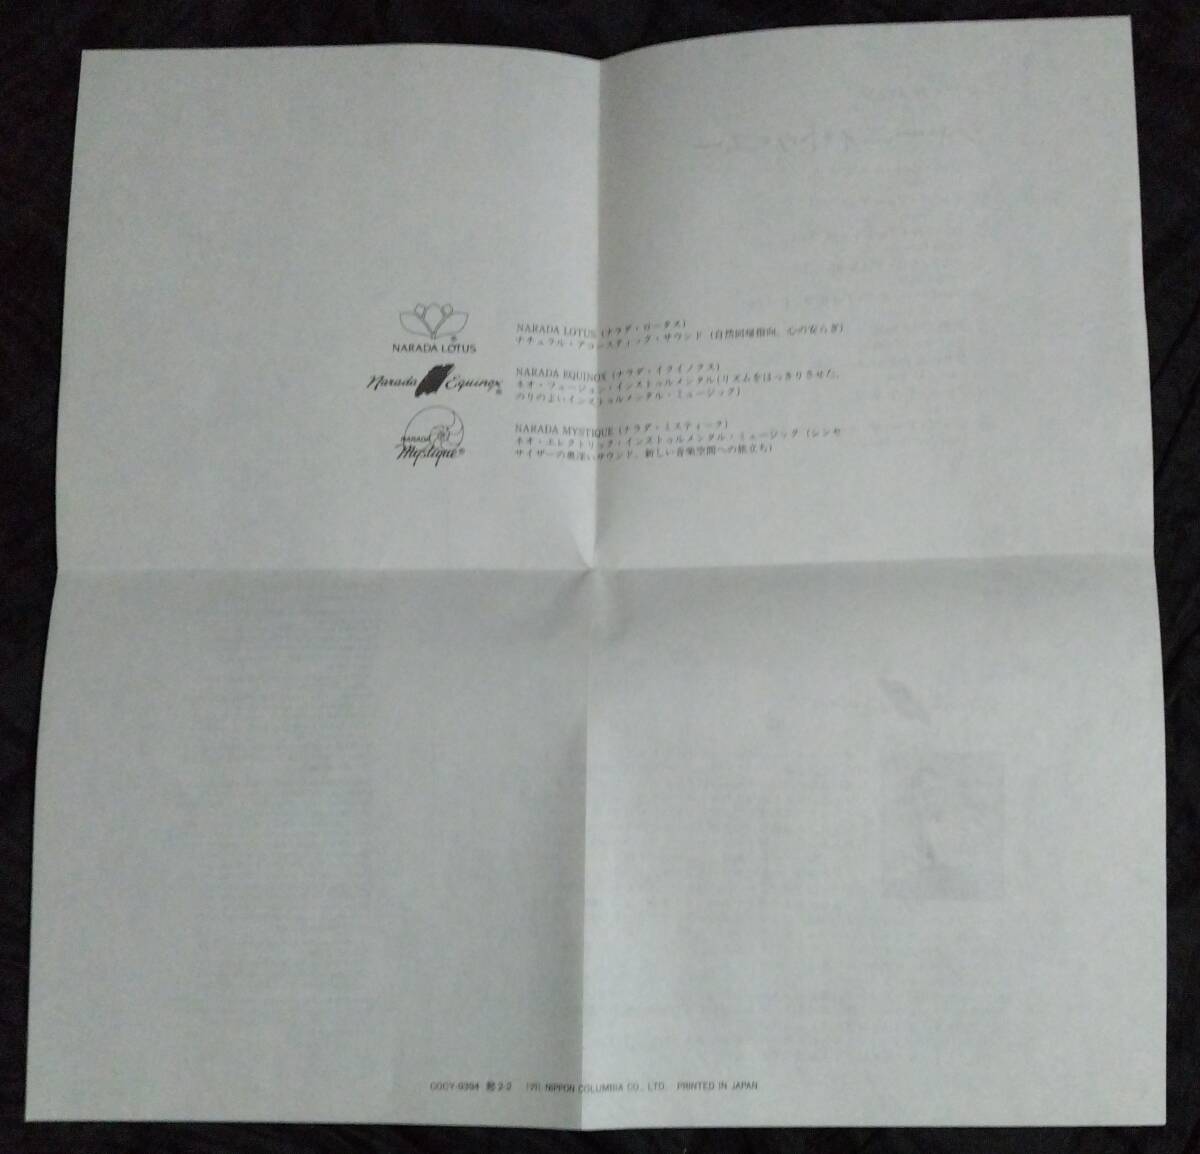 NARADA LOTUS®
NARADA LOTUS (ナラダ・ロータス)
ナチュラル・アコースティック・サウンド (自然回帰指向、心の安らぎ)
Narada Equinox®
NARADA EQUINOX (ナラダ・イクイノクス)
ネオ・フュージョン・インストゥルメンタル(リズムをはっきりさせた、
のりのよいインストゥルメンタル・ミュージック)
NARADA
Mystique®
NARADA MYSTIQUE (ナラダ・ミスティーク)
ネオ・エレクトリック・インストゥルメンタル・ミュージック (シンセ
サイザーの奥深いサウンド、新しい音楽空間への旅立ち)
COCY-9394 2-2 NIPPON COLUMBIA CO., LTD. PRINTED IN JAPAN